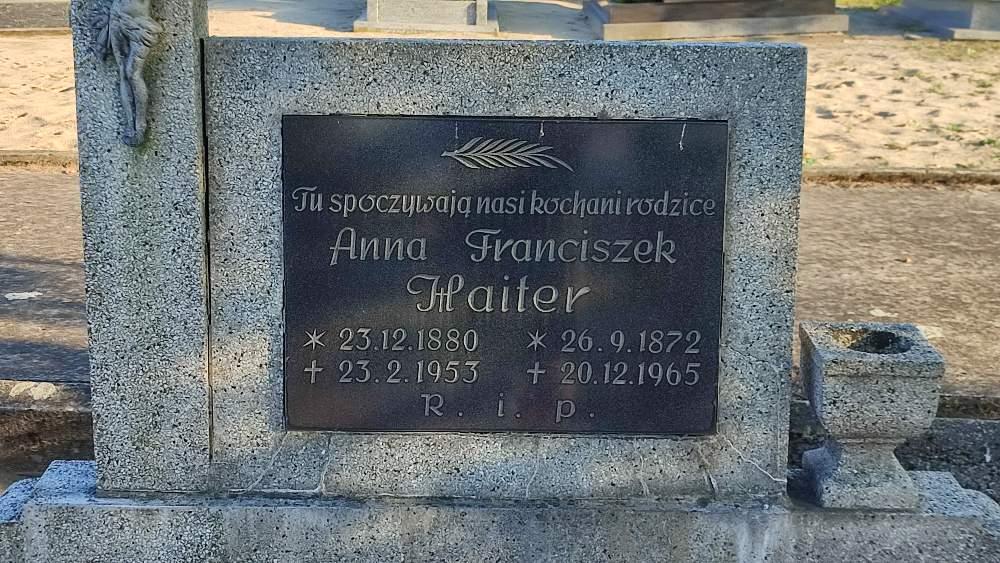 Tu spoczywają nasi kochani rodzice
Anna Franciszek
Haiter
* 23.12.1880 * 26.9.1872
✝ 23.2.1953 ✝ 20.12.1965
R. i. p.